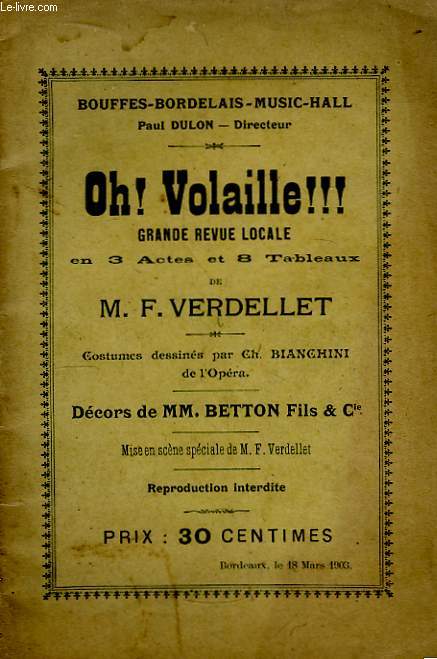 Le-livre.com
BOUFFES-BORDELAIS-MUSIC-HALL
Paul DULON — Directeur
Oh! Volaille!!!
GRANDE REVUE LOCALE
en 3 Actes et 8 Tableaux
DE
M. F. VERDELLET
Costumes dessinés par Ch. BIANCHINI
de l'Opéra.
Décors de MM. BETTON Fils & Cie
Mise en scène spéciale de M. F. Verdellet
Reproduction interdite
PRIX : 30 CENTIMES
Bordeaux, le 18 Mars 1903.